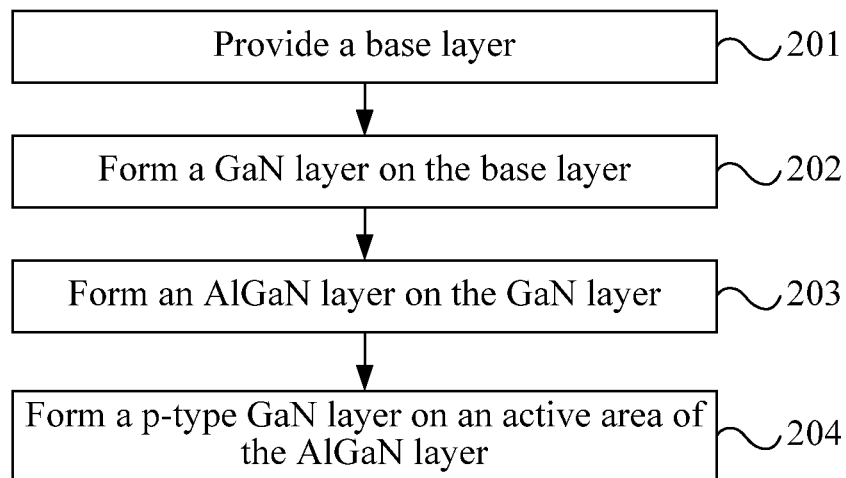 Provide a base layer
201
Form a GaN layer on the base layer
202
Form an AlGaN layer on the GaN layer
203
Form a p-type GaN layer on an active area of
the AlGaN layer
204